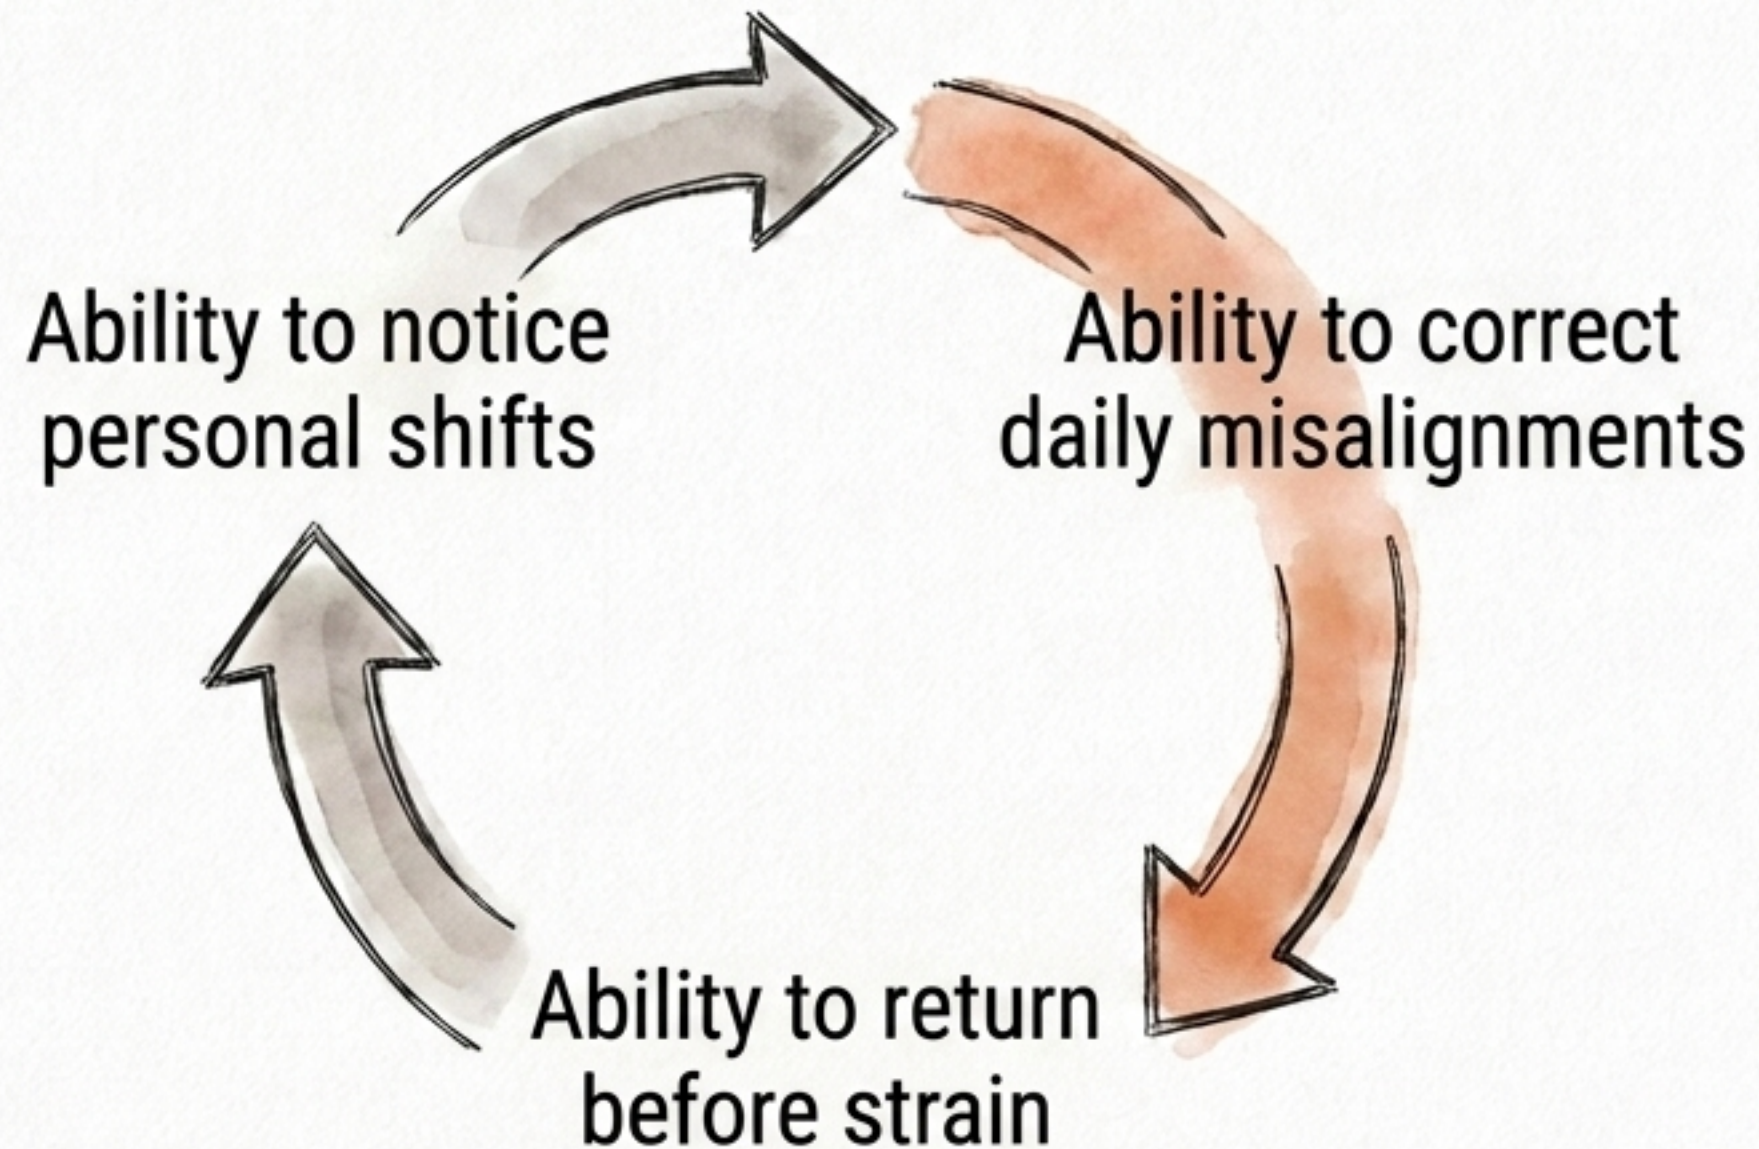 Ability to notice
personal shifts
Ability to correct
daily misalignments
Ability to return
before strain